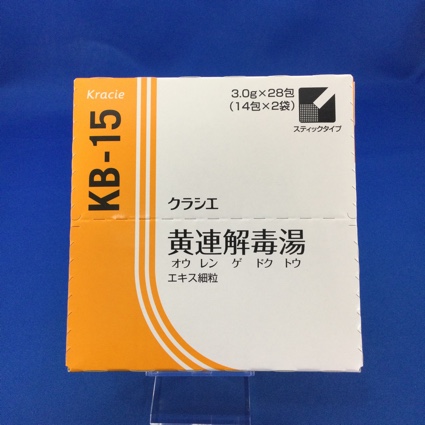 Kracie
KB-15
3.0g×28包
(14包×2袋)
スティックタイプ
クラシエ
黄連解毒湯
オウ レン ゲ ドク トウ
エキス細粒